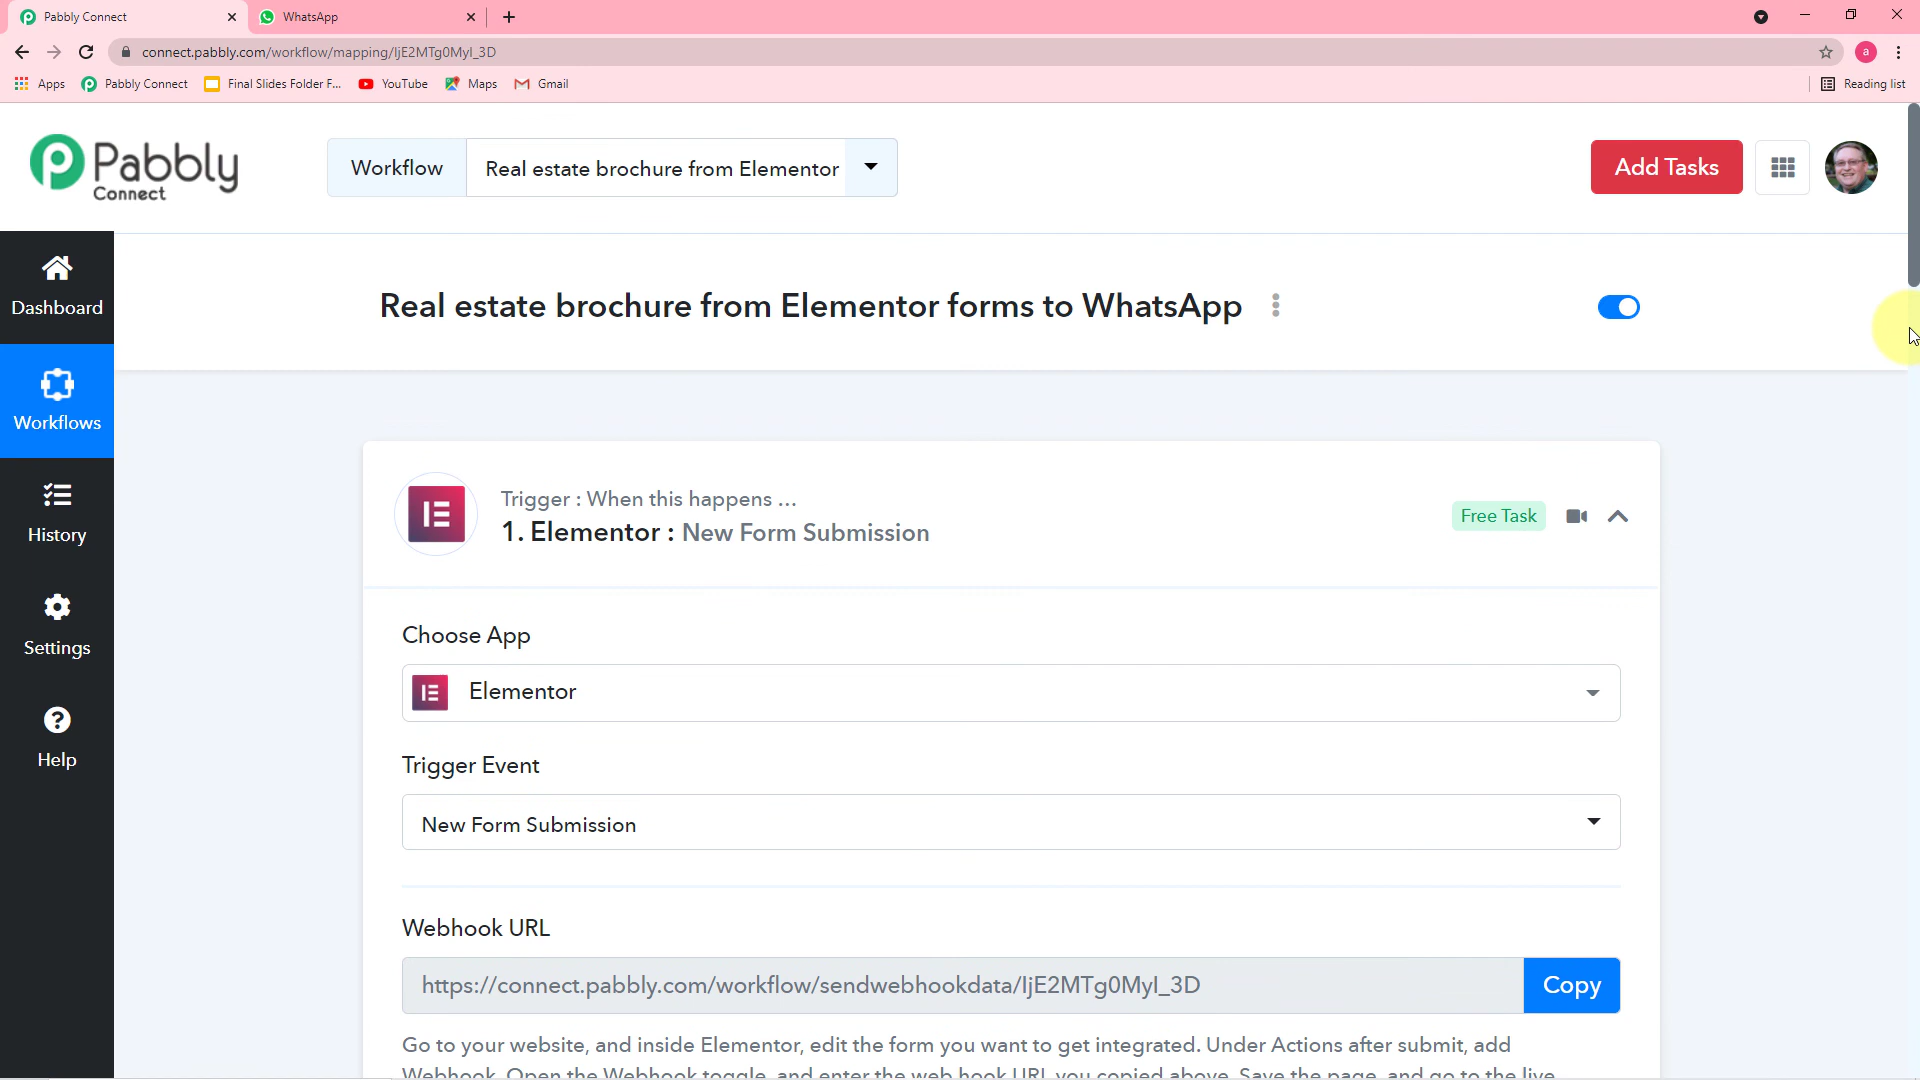 Pabbly Connect
WhatsApp
connect.pabbly.com/workflow/mapping/IjE2MTg0MyI_3D
a
Apps
Pabbly Connect
Final Slides Folder F...
YouTube
Maps
Gmail
Reading list
Pabbly
Connect
Workflow
Real estate brochure from Elementor
Add Tasks
Dashboard
Workflows
History
Settings
Help
Real estate brochure from Elementor forms to WhatsApp
Trigger : When this happens ...
1. Elementor : New Form Submission
Free Task
Choose App
Elementor
Trigger Event
New Form Submission
Webhook URL
https://connect.pabbly.com/workflow/sendwebhookdata/IjE2MTg0MyI_3D
Copy
Go to your website, and inside Elementor, edit the form you want to get integrated. Under Actions after submit, add
Webhook. Open the Webhook toggle, and enter the web hook URL you copied above. Save the page, and go to the live